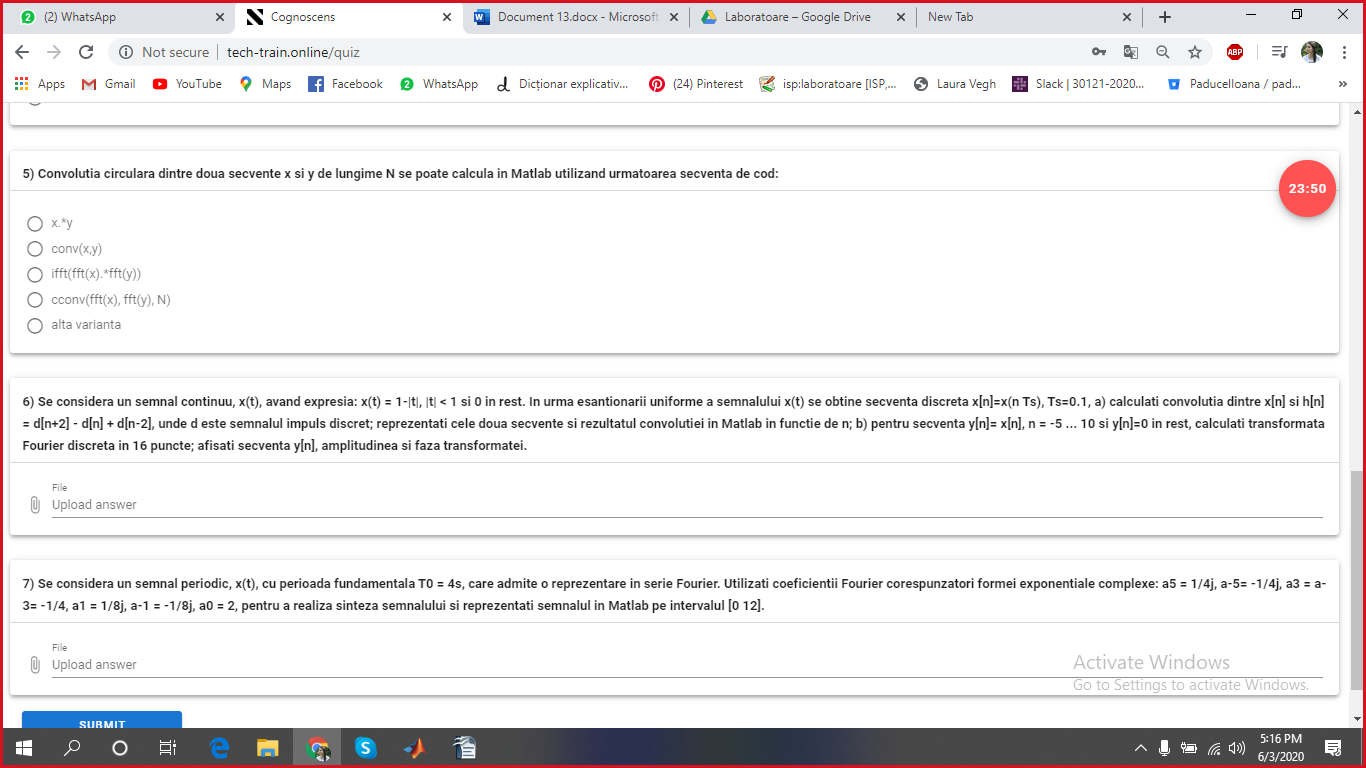 (2) WhatsApp
Cognoscens
Document 13.docx - Microsoft
Laboratoare – Google Drive
New Tab
Not secure
tech-train.online/quiz
ABP
Apps
Gmail
YouTube
Maps
Facebook
WhatsApp
Dicționar explicativ...
(24) Pinterest
isp:laboratoare [ISP,...
Laura Vegh
Slack | 30121-2020...
Paducelloana / pad...
5) Convolutia circulara dintre doua secvente x si y de lungime N se poate calcula in Matlab utilizand urmatoarea secventa de cod:
23:50
x.*y
conv(x,y)
ifft(fft(x).*fft(y))
cconv(fft(x), fft(y), N)
alta varianta
6) Se considera un semnal continuu, x(t), avand expresia: x(t) = 1-|t|, |t| < 1 si 0 in rest. In urma esantionarii uniforme a semnalului x(t) se obtine secventa discreta x[n]=x(n Ts), Ts=0.1, a) calculati convolutia dintre x[n] si h[n]
= d[n+2] - d[n] + d[n-2], unde d este semnalul impuls discret; reprezentati cele doua secvente si rezultatul convolutiei in Matlab in functie de n; b) pentru secventa y[n]= x[n], n = -5 ... 10 si y[n]=0 in rest, calculati transformata
Fourier discreta in 16 puncte; afisati secventa y[n], amplitudinea si faza transformatei.
File
Upload answer
7) Se considera un semnal periodic, x(t), cu perioada fundamentala T0 = 4s, care admite o reprezentare in serie Fourier. Utilizati coeficientii Fourier corespunzatori formei exponentiale complexe: a5 = 1/4j, a-5= -1/4j, a3 = a-
3= -1/4, a1 = 1/8j, a-1 = -1/8j, a0 = 2, pentru a realiza sinteza semnalului si reprezentati semnalul in Matlab pe intervalul [0 12].
File
Upload answer
Activate Windows
Go to Settings to activate Windows.
SUBMIT
5:16 PM
6/3/2020